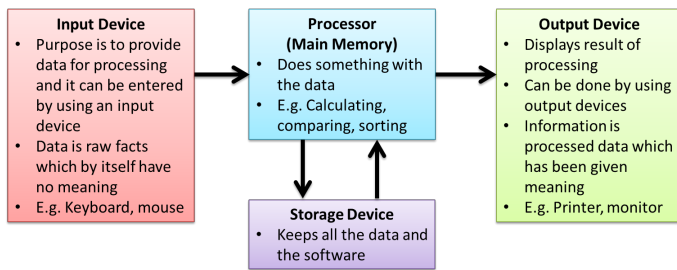 Input Device
• Purpose is to provide
data for processing
and it can be entered
by using an input
device
• Data is raw facts
which by itself have
no meaning
• E.g. Keyboard, mouse
Processor
(Main Memory)
• Does something with
the data
• E.g. Calculating,
comparing, sorting
Storage Device
• Keeps all the data and
the software
Output Device
• Displays result of
processing
• Can be done by using
output devices
• Information is
processed data which
has been given
meaning
• E.g. Printer, monitor